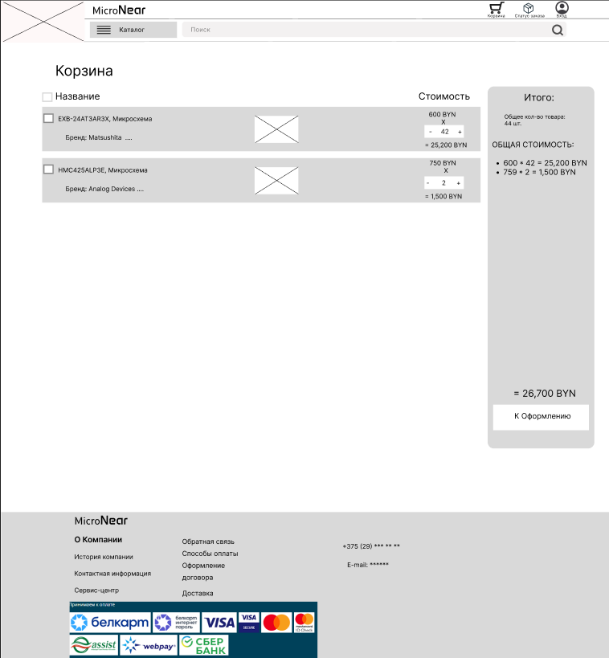 MicroNear
Корзина
Статус заказа
Вход
Каталог
Поиск
Корзина
Название
Стоимость
EXB-24AT3AR3X, Микросхема
Бренд: Matsushita ....
600 BYN
X
- 42 +
= 25,200 BYN
HMC425ALP3E, Микросхема
Бренд: Analog Devices ....
750 BYN
X
- 2 +
= 1,500 BYN
Итого:
Общее кол-во товара:
44 шт.
ОБЩАЯ СТОИМОСТЬ:
• 600 * 42 = 25,200 BYN
• 759 * 2 = 1,500 BYN
= 26,700 BYN
К Оформлению
MicroNear
О Компании
История компании
Контактная информация
Сервис-центр
Обратная связь
Способы оплаты
Оформление
договора
Доставка
+375 (29) *** ** **
E-mail: ******
Принимаем к оплате
белкарт
белкарт
интернет
пароль
VISA
VISA
mastercard
ID Check
assist
webpay
СБЕР
БАНК